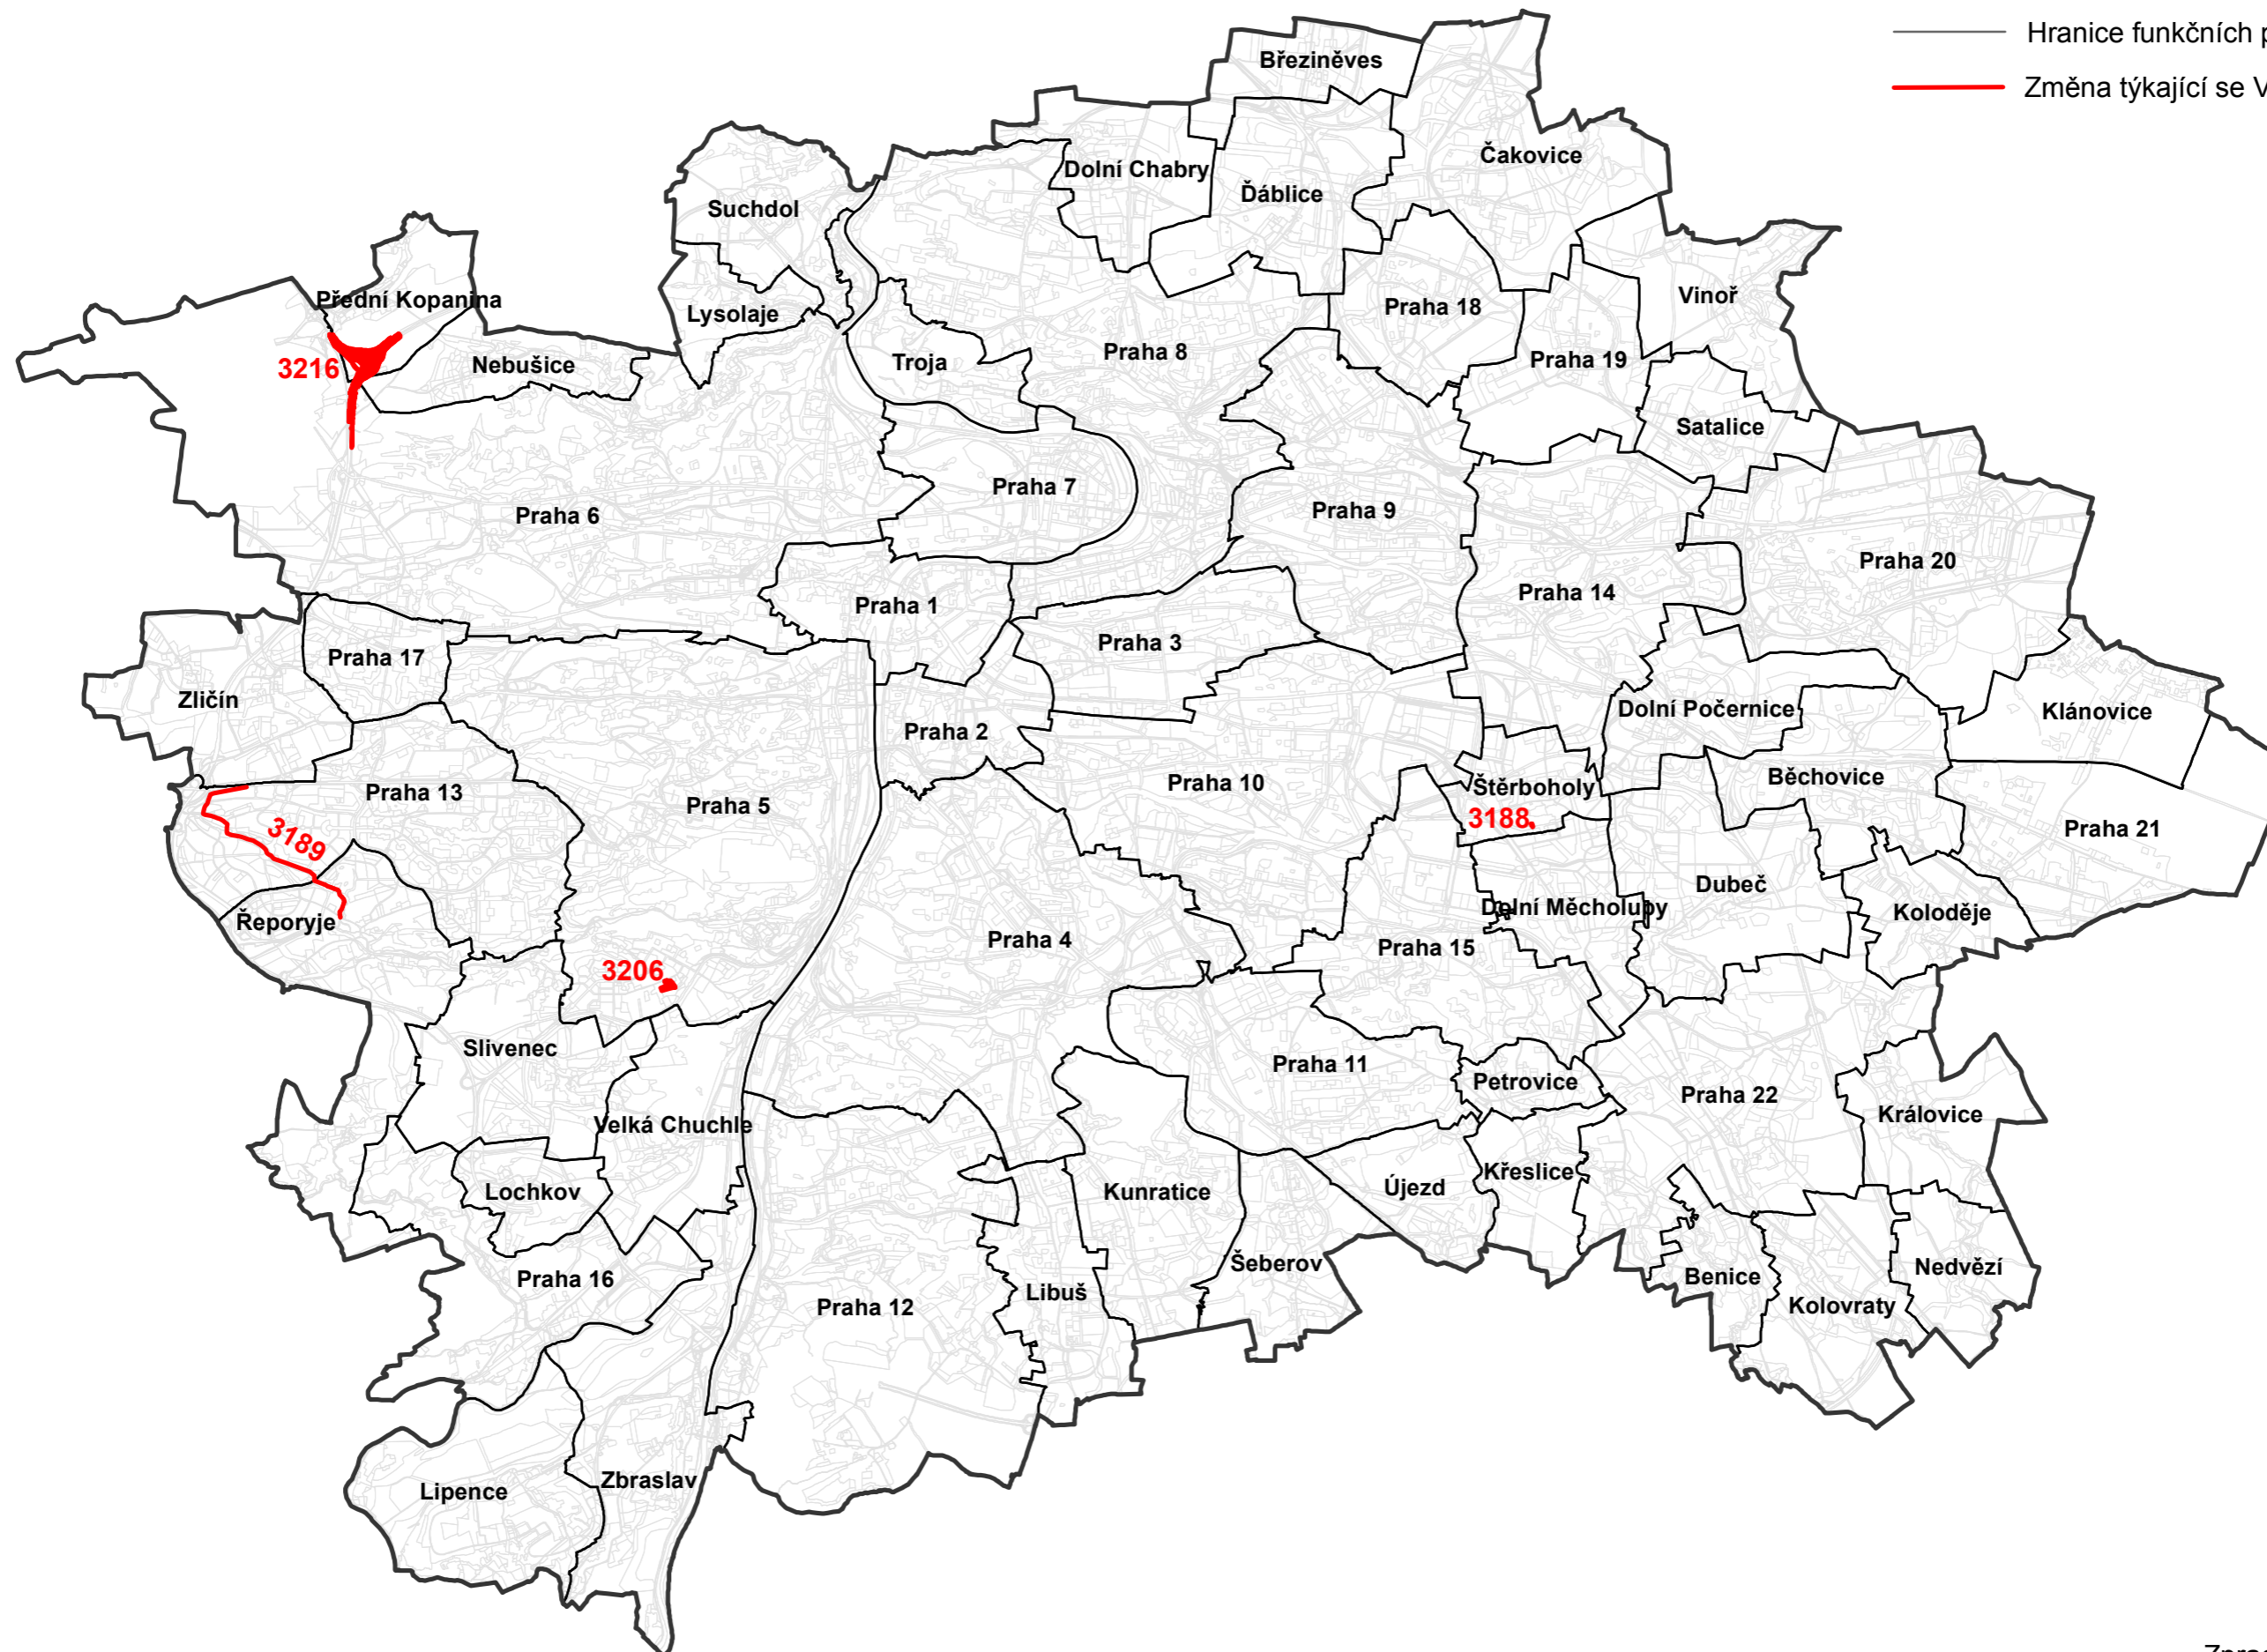 Hranice funkčních p
Změna týkající se V
Březiněves
Čakovice
Dolní Chabry
Ďáblice
Suchdol
Přední Kopanina
Vinoř
Praha 18
Lysolaje
Praha 8
Praha 19
Troja
Nebušice
3216
Satalice
Praha 7
Praha 9
Praha 6
Praha 20
Praha 14
Praha 1
Praha 3
Praha 17
Zličín
Dolní Počernice
Klánovice
Praha 2
Běchovice
Praha 10
Štěrboholy
Praha 13
Praha 5
3188
Praha 21
3189
Dubeč
Dolní Měcholupy
Koloděje
Řeporyje
Praha 4
Praha 15
3206
Slivenec
Praha 11
Petrovice
Praha 22
Královice
Velká Chuchle
Křeslice
Újezd
Lochkov
Kunratice
Šeberov
Nedvězí
Benice
Praha 16
Libuš
Kolovraty
Praha 12
Zbraslav
Lipence